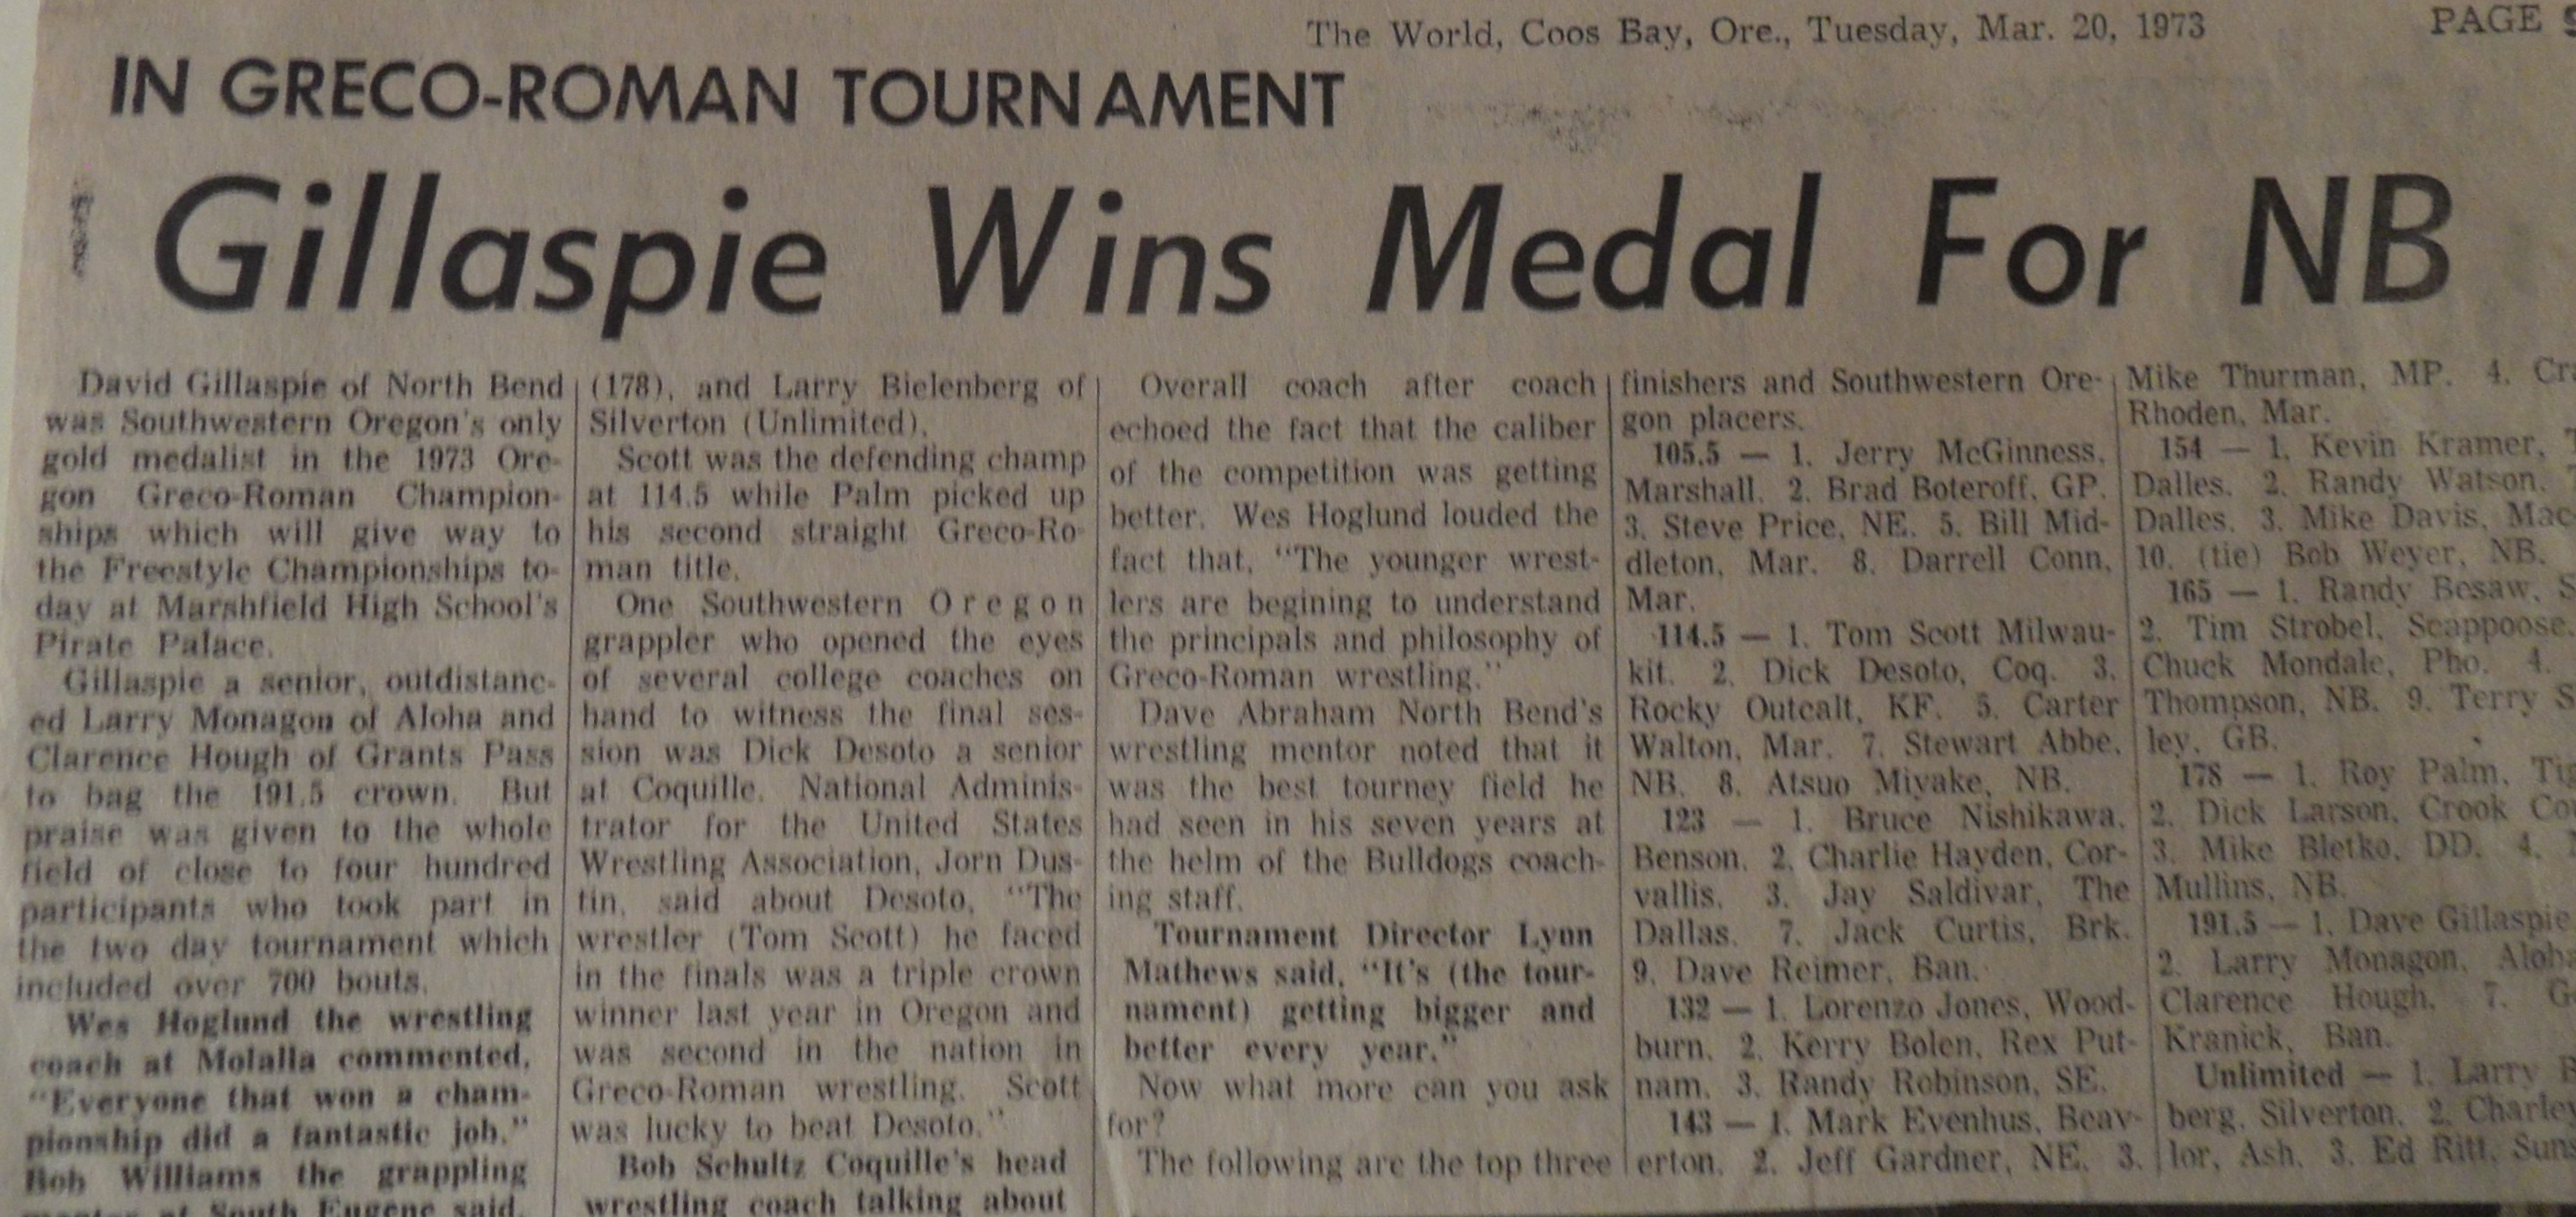 The World, Coos Bay, Ore., Tuesday, Mar. 20, 1973
PAGE
IN GRECO-ROMAN TOURNAMENT
Gillaspie Wins Medal For NB
David Gillaspie of North Bend
was Southwestern Oregon's only
gold medalist in the 1973 Ore-
gon Greco-Roman Champion-
ships which will give way to
the Freestyle Championships to-
day at Marshfield High School's
Pirate Palace.
Gillaspie a senior, outdistanc-
ed Larry Monagon of Aloha and
Clarence Hough of Grants Pass
to bag the 191.5 crown. But
praise was given to the whole
field of close to four hundred
participants who took part in
the two day tournament which
included over 700 bouts.
Wes Hoglund the wrestling
coach at Molalla commented,
"Everyone that won a cham-
pionship did a fantastic job."
Bob Williams the grappling
mentor at South Eugene said,
(178), and Larry Bielenberg of
Silverton (Unlimited).
Scott was the defending champ
at 114.5 while Palm picked up
his second straight Greco-Ro-
man title.
One Southwestern Oregon
grappler who opened the eyes
of several college coaches on
hand to witness the final ses-
sion was Dick Desoto a senior
at Coquille. National Adminis-
trator for the United States
Wrestling Association, Jorn Dus-
tin, said about Desoto, "The
wrestler (Tom Scott) he faced
in the finals was a triple crown
winner last year in Oregon and
was second in the nation in
Greco-Roman wrestling. Scott
was lucky to beat Desoto."
Bob Schultz Coquille's head
wrestling coach talking about
Overall coach after coach
echoed the fact that the caliber
of the competition was getting
better. Wes Hoglund louded the
fact that, "The younger wrest-
lers are begining to understand
the principals and philosophy of
Greco-Roman wrestling."
Dave Abraham North Bend's
wrestling mentor noted that it
was the best tourney field he
had seen in his seven years at
the helm of the Bulldogs coach-
ing staff.
Tournament Director Lynn
Mathews said, "It's (the tour-
nament) getting bigger and
better every year."
Now what more can you ask
for?
The following are the top three
finishers and Southwestern Ore-
gon placers.
105.5 — 1. Jerry McGinness,
Marshall. 2. Brad Boteroff, GP.
3. Steve Price, NE. 5. Bill Mid-
dleton, Mar. 8. Darrell Conn,
Mar.
114.5 — 1. Tom Scott Milwau-
kit. 2. Dick Desoto, Coq. 3.
Rocky Outcalt, KF. 5. Carter
Walton, Mar. 7. Stewart Abbe,
NB. 8. Atsuo Miyake, NB.
123 — 1. Bruce Nishikawa,
Benson. 2. Charlie Hayden, Cor-
vallis. 3. Jay Saldivar, The
Dallas. 7. Jack Curtis, Brk.
9. Dave Reimer, Ban.
132 — 1. Lorenzo Jones, Wood-
burn. 2. Kerry Bolen, Rex Put-
nam. 3. Randy Robinson, SE.
143 — 1. Mark Evenhus, Beav-
erton. 2. Jeff Gardner, NE. 3.
Mike Thurman, MP. 4.
Rhoden, Mar.
154 — 1. Kevin Kramer,
Dalles. 2. Randy Watson,
Dalles. 3. Mike Davis, Mac
10. (tie) Bob Weyer, NB.
165 — 1. Randy Besaw,
2. Tim Strobel, Scappoose.
Chuck Mondale, Pho. 4.
Thompson, NB. 9. Terry
ley, GB.
178 — 1. Roy Palm,
2. Dick Larson, Crook
3. Mike Bletko, DD. 4.
Mullins, NB.
191.5 — 1. Dave Gillaspie
2. Larry Monagon, Aloha
Clarence Hough. 7.
Kranick, Ban.
Unlimited — 1. Larry
berg, Silverton. 2. Charley
lor, Ash. 3. Ed Ritt,